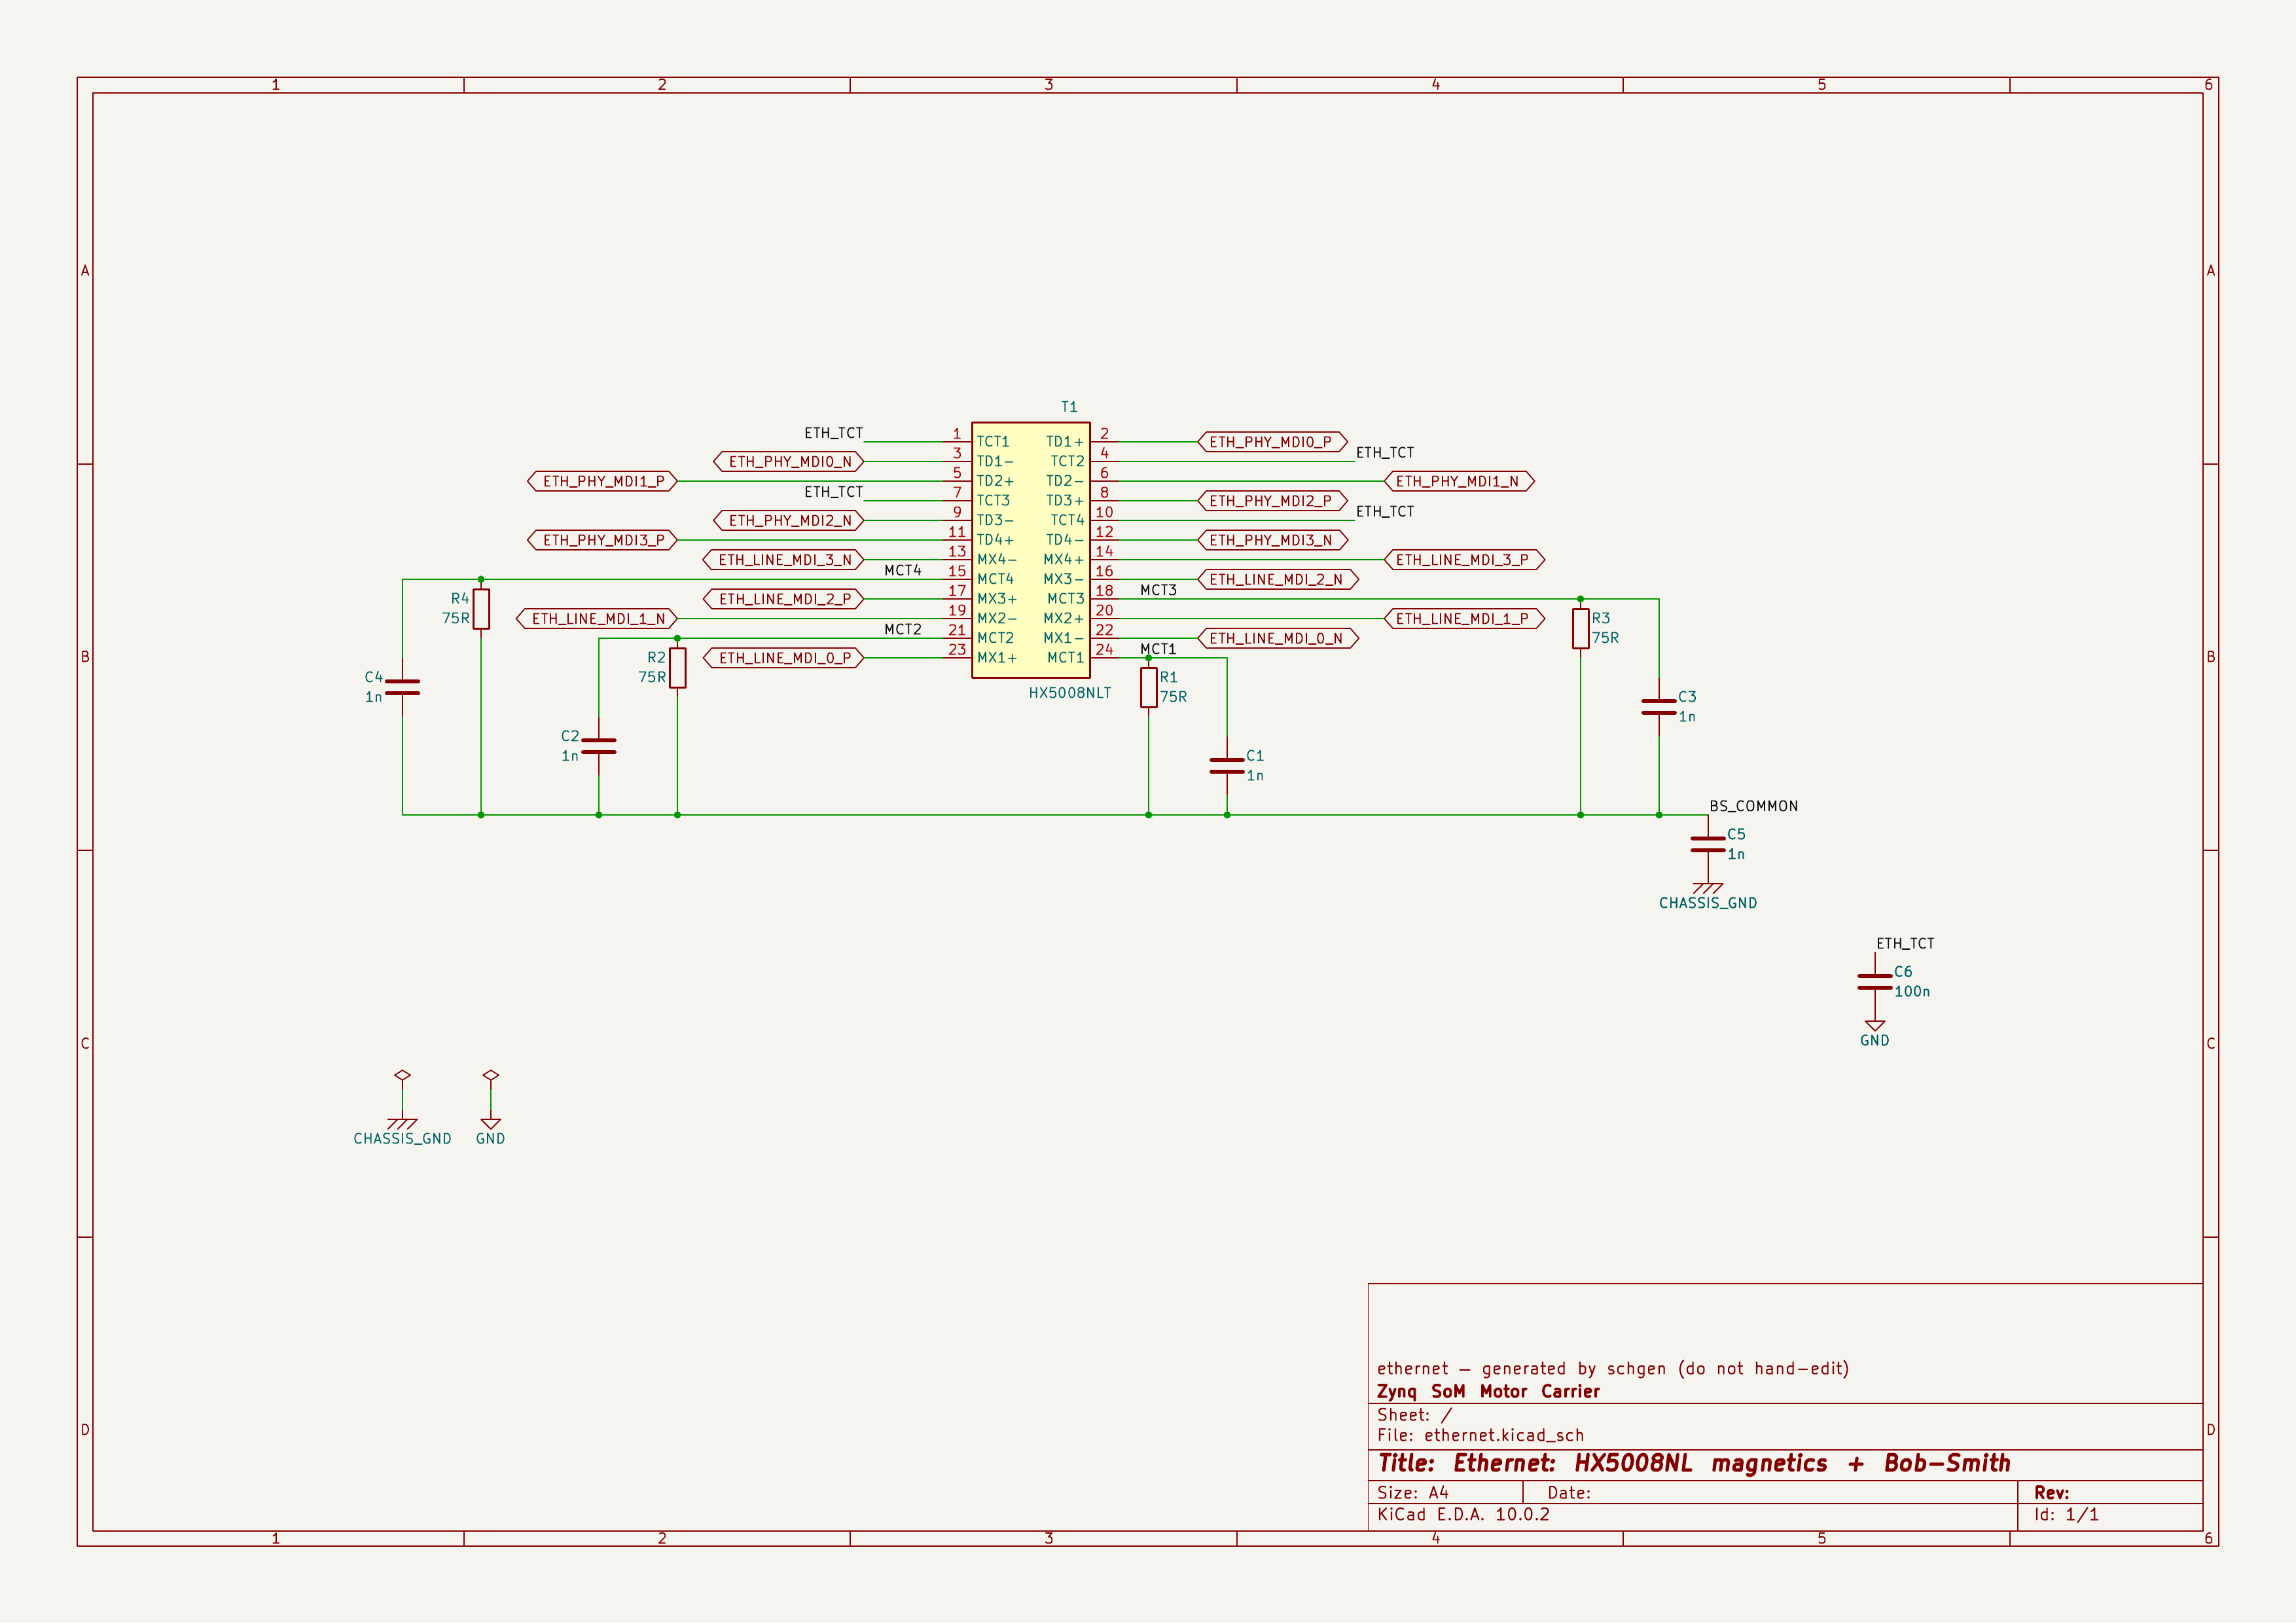 1 2 3 4 5 6
A A
T1
ETH_TCT 1 TCT1 TD1+ 2 ETH_PHY_MDI0_P
ETH_PHY_MDI0_N 3 TD1- TCT2 4 ETH_TCT
ETH_PHY_MDI1_P 5 TD2+ TD2- 6 ETH_PHY_MDI1_N
ETH_TCT 7 TCT3 TD3+ 8 ETH_PHY_MDI2_P
ETH_PHY_MDI2_N 9 TD3- TCT4 10 ETH_TCT
ETH_PHY_MDI3_P 11 TD4+ TD4- 12 ETH_PHY_MDI3_N
ETH_LINE_MDI_3_N 13 MX4- MX4+ 14 ETH_LINE_MDI_3_P
MCT4 15 MCT4 MX3- 16 ETH_LINE_MDI_2_N
R4 ETH_LINE_MDI_2_P 17 MX3+ MCT3 18 MCT3
75R ETH_LINE_MDI_1_N 19 MX2- MX2+ 20 ETH_LINE_MDI_1_P R3
MCT2 21 MCT2 MX1- 22 ETH_LINE_MDI_0_N 75R
B R2 ETH_LINE_MDI_0_P 23 MX1+ MCT1 24 MCT1 B
C4 75R R1
1n HX5008NLT 75R C3
1n
C2 C1
1n 1n
BS_COMMON
C5
1n
CHASSIS_GND
ETH_TCT
C6
100n
C GND C
CHASSIS_GND GND
ethernet – generated by schgen (do not hand-edit)
Zynq SoM Motor Carrier
Sheet: /
D D
File: ethernet.kicad_sch
Title: Ethernet: HX5008NL magnetics + Bob-Smith
Size: A4 Date: Rev:
KiCad E.D.A. 10.0.2 Id: 1/1
1 2 3 4 5 6